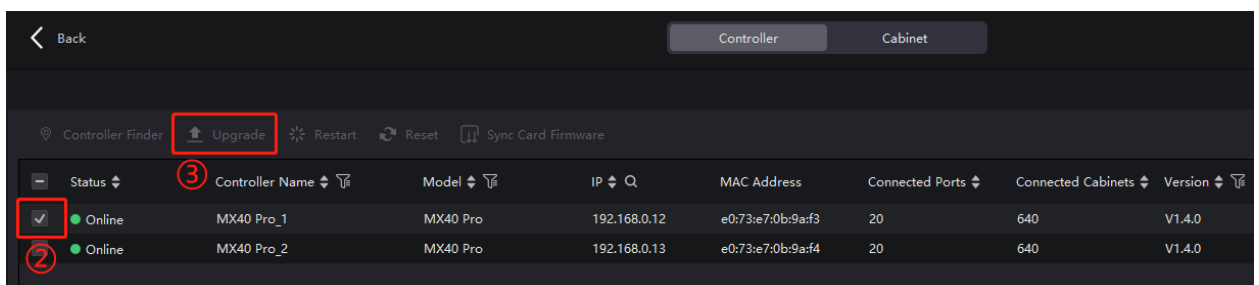 Back Controller Cabinet
Controller Finder Upgrade Restart Reset Sync Card Firmware
③
Status Controller Name Model IP MAC Address Connected Ports Connected Cabinets Version
Online MX40 Pro_1 MX40 Pro 192.168.0.12 e0:73:e7:0b:9a:f3 20 640 V1.4.0
② Online MX40 Pro_2 MX40 Pro 192.168.0.13 e0:73:e7:0b:9a:f4 20 640 V1.4.0